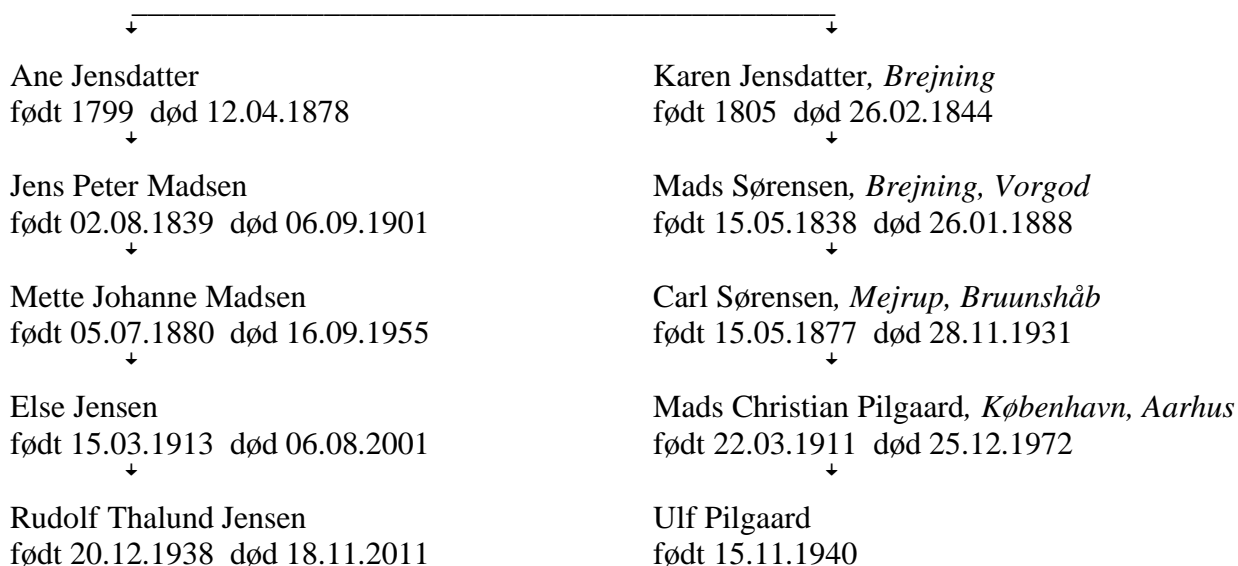 Ane Jensdatter
født 1799 død 12.04.1878
Jens Peter Madsen
født 02.08.1839 død 06.09.1901
Mette Johanne Madsen
født 05.07.1880 død 16.09.1955
Else Jensen
født 15.03.1913 død 06.08.2001
Rudolf Thalund Jensen
født 20.12.1938 død 18.11.2011
Karen Jensdatter, Brejning
født 1805 død 26.02.1844
Mads Sørensen, Brejning, Vorgod
født 15.05.1838 død 26.01.1888
Carl Sørensen, Mejrup, Bruunshåb
født 15.05.1877 død 28.11.1931
Mads Christian Pilgaard, København, Aarhus
født 22.03.1911 død 25.12.1972
Ulf Pilgaard
født 15.11.1940